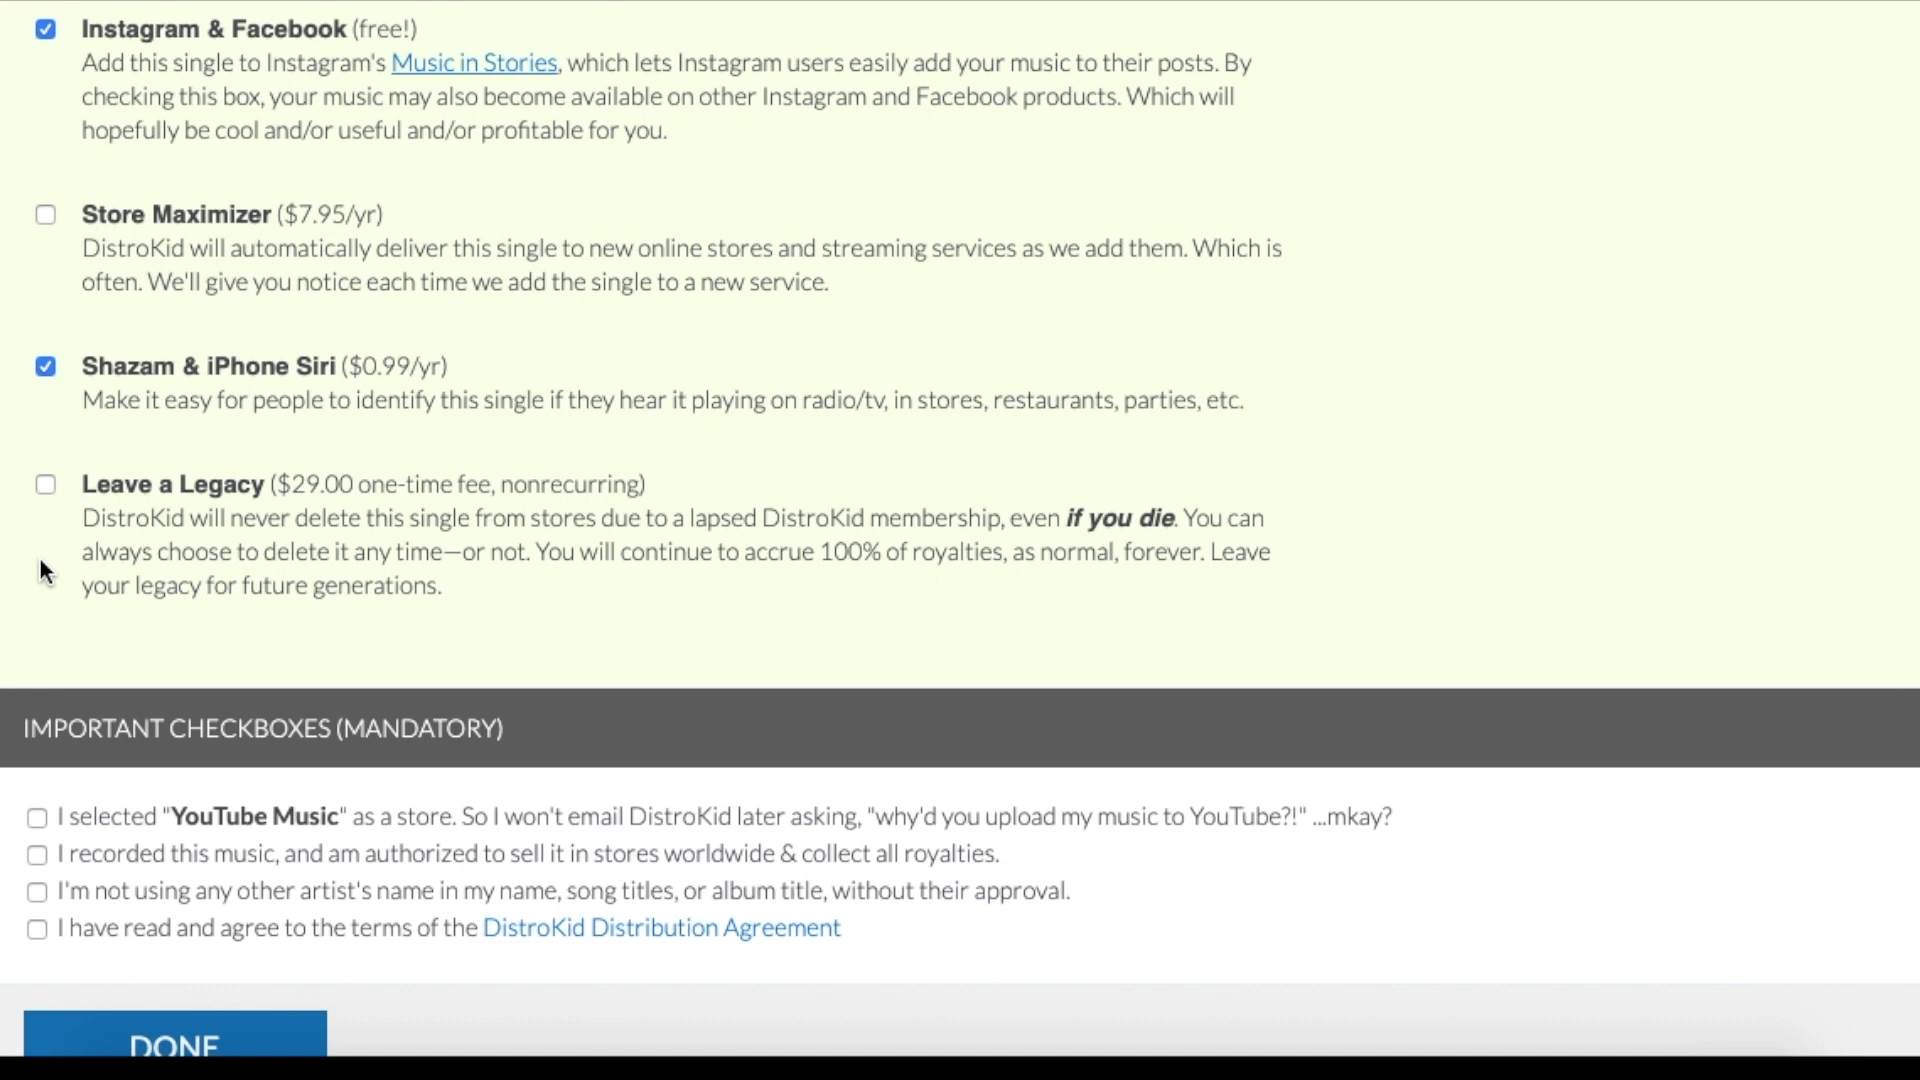 Instagram & Facebook (free!)
Add this single to Instagram's Music in Stories, which lets Instagram users easily add your music to their posts. By
checking this box, your music may also become available on other Instagram and Facebook products. Which will
hopefully be cool and/or useful and/or profitable for you.
Store Maximizer ($7.95/yr)
DistroKid will automatically deliver this single to new online stores and streaming services as we add them. Which is
often. We'll give you notice each time we add the single to a new service.
Shazam & iPhone Siri ($0.99/yr)
Make it easy for people to identify this single if they hear it playing on radio/tv, in stores, restaurants, parties, etc.
Leave a Legacy ($29.00 one-time fee, nonrecurring)
DistroKid will never delete this single from stores due to a lapsed DistroKid membership, even if you die. You can
always choose to delete it any time—or not. You will continue to accrue 100% of royalties, as normal, forever. Leave
your legacy for future generations.
IMPORTANT CHECKBOXES (MANDATORY)
I selected "YouTube Music" as a store. So I won't email DistroKid later asking, "why'd you upload my music to YouTube?!" ...mkay?
I recorded this music, and am authorized to sell it in stores worldwide & collect all royalties.
I'm not using any other artist's name in my name, song titles, or album title, without their approval.
I have read and agree to the terms of the DistroKid Distribution Agreement
DONE